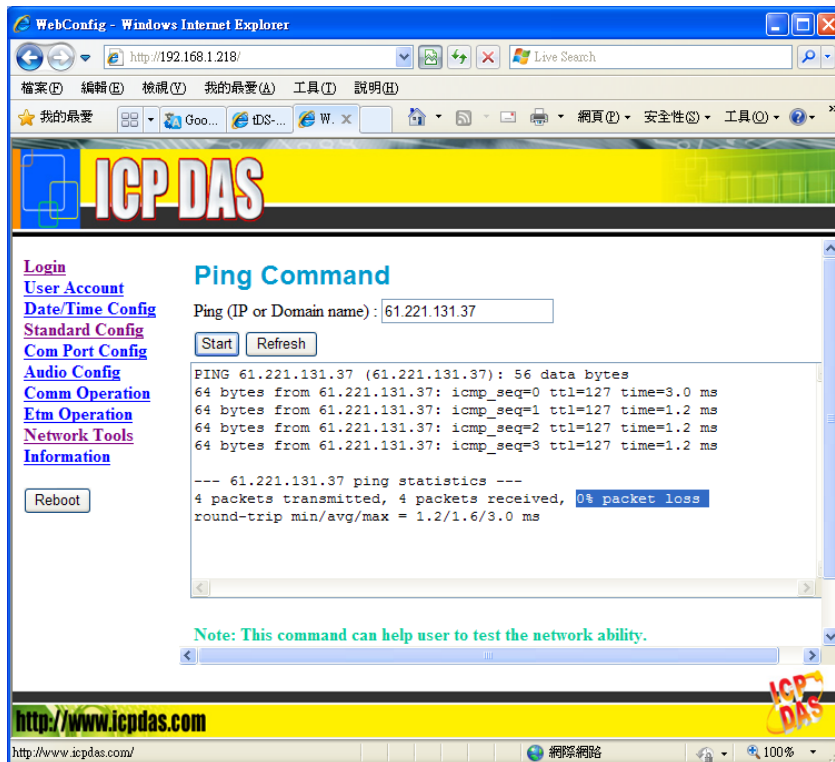 WebConfig - Windows Internet Explorer
http://192.168.1.218/
Live Search
檔案(F) 編輯(E) 檢視(V) 我的最愛(A) 工具(T) 說明(H)
我的最愛 Goo... tDS-... W. 網頁(P) 安全性(S) 工具(O) »
ICP DAS
Login
User Account
Date/Time Config
Standard Config
Com Port Config
Audio Config
Comm Operation
Etm Operation
Network Tools
Information
Reboot
Ping Command
Ping (IP or Domain name) : 61.221.131.37
Start Refresh
PING 61.221.131.37 (61.221.131.37): 56 data bytes
64 bytes from 61.221.131.37: icmp_seq=0 ttl=127 time=3.0 ms
64 bytes from 61.221.131.37: icmp_seq=1 ttl=127 time=1.2 ms
64 bytes from 61.221.131.37: icmp_seq=2 ttl=127 time=1.2 ms
64 bytes from 61.221.131.37: icmp_seq=3 ttl=127 time=1.2 ms
--- 61.221.131.37 ping statistics ---
4 packets transmitted, 4 packets received, 0% packet loss
round-trip min/avg/max = 1.2/1.6/3.0 ms
Note: This command can help user to test the network ability.
http://www.icpdas.com
ICP DAS
http://www.icpdas.com/ 網際網路 100%